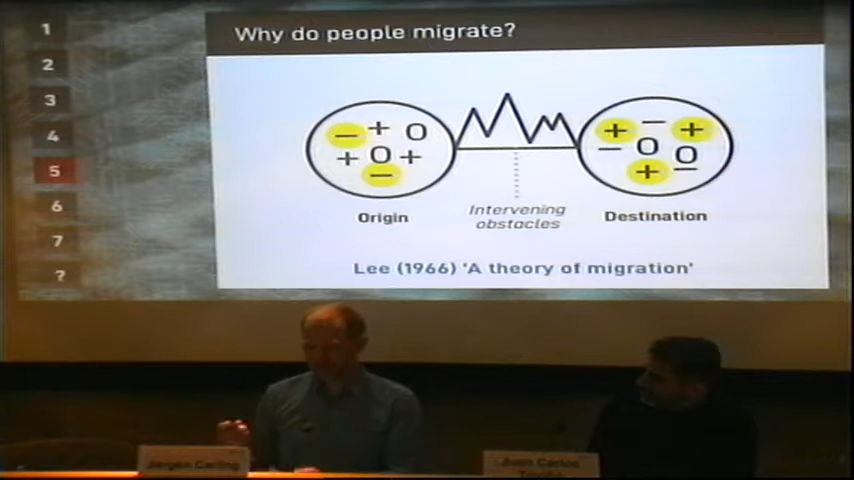 1
2
3
4
5
6
7
?
Why do people migrate?
− + O
+ O +
−
+ − +
− O O
+ −
Origin
Intervening
obstacles
Destination
Lee (1966) 'A theory of migration'
Jørgen Carling
Juan Carlos